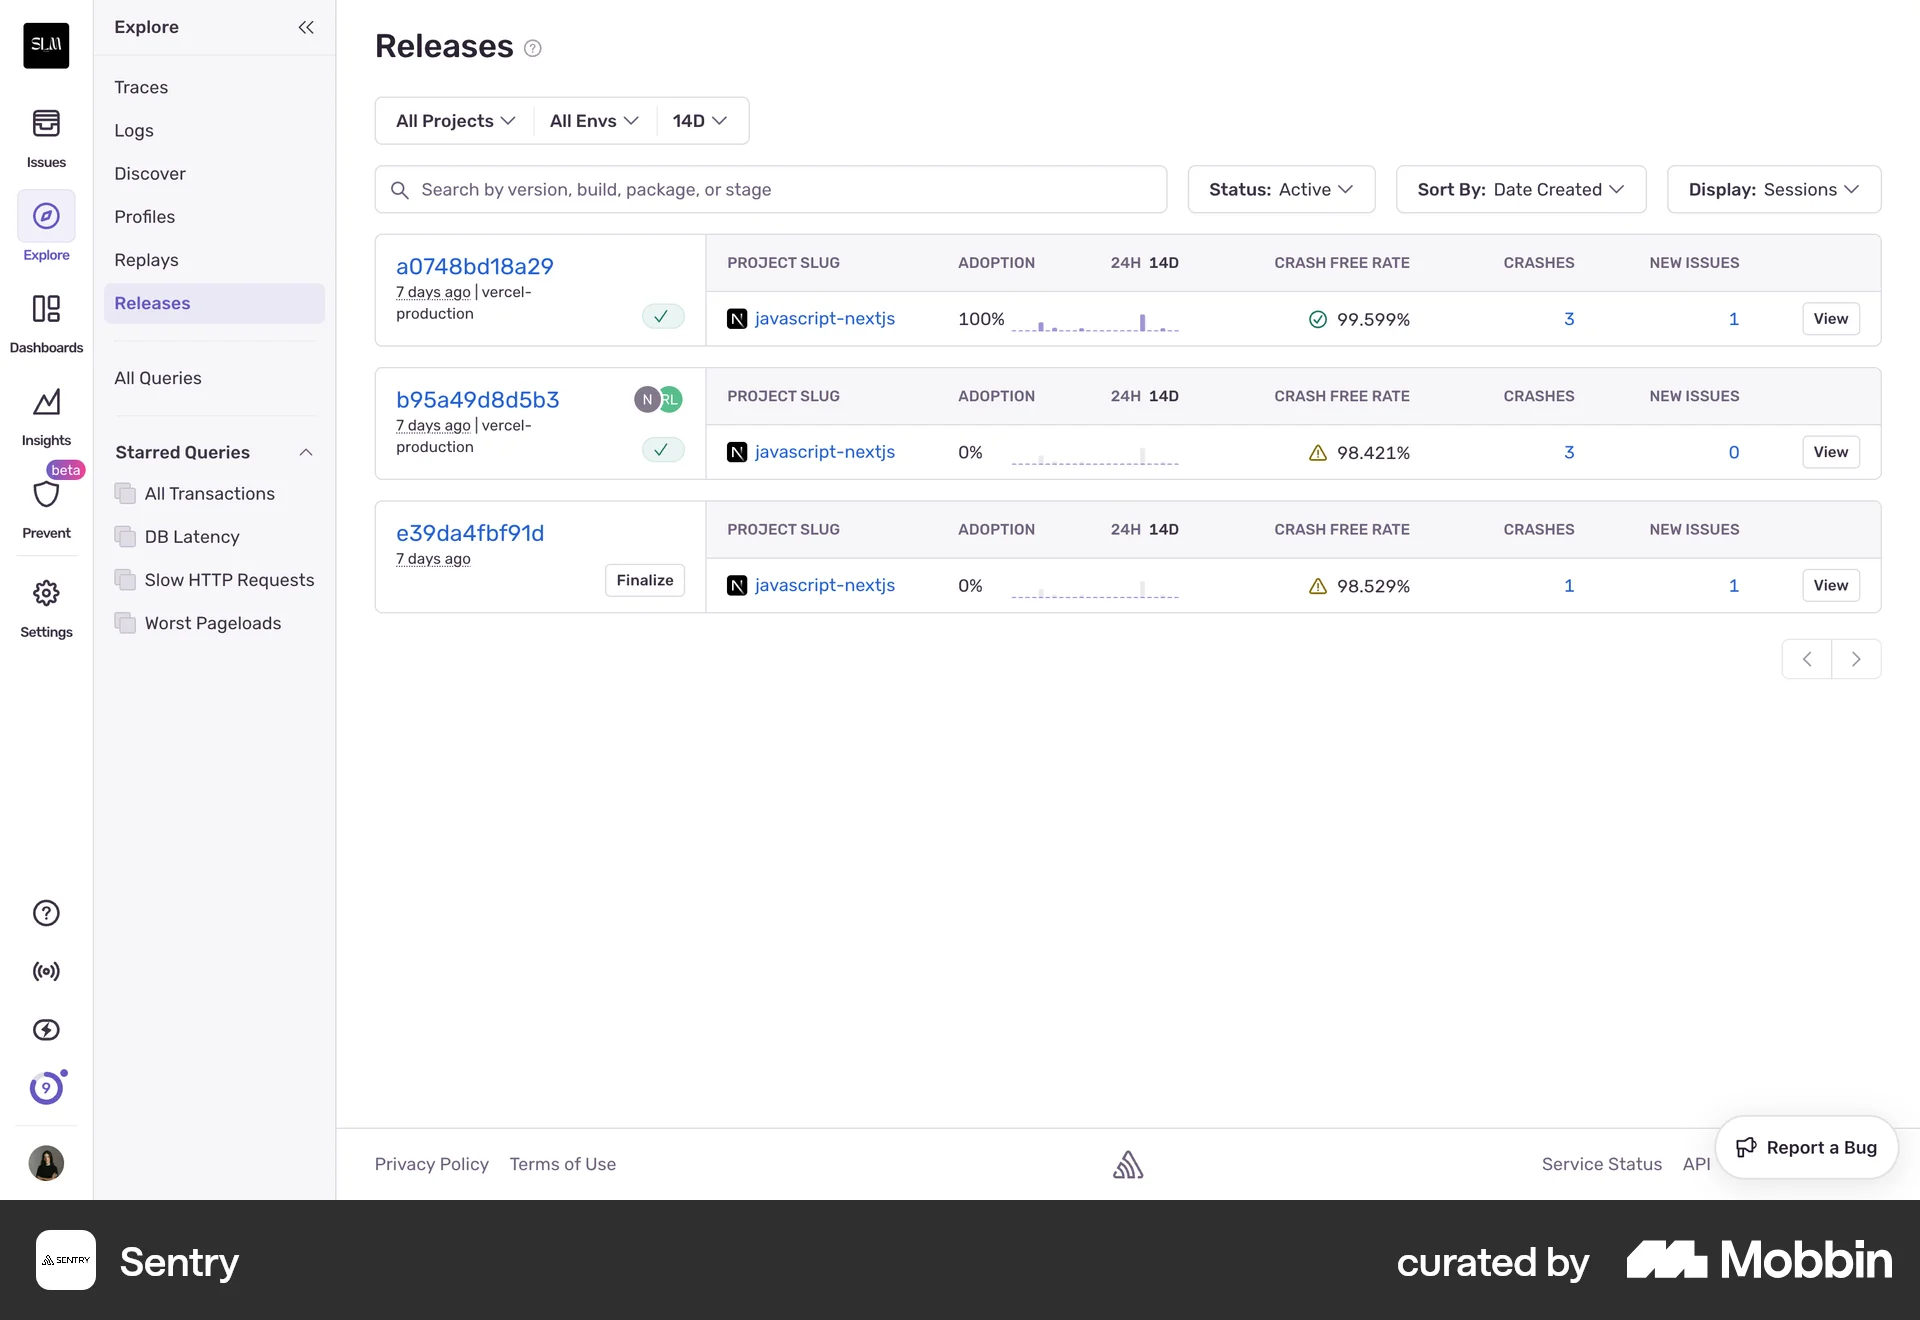 SLM
Issues
Explore
Dashboards
Insights
beta
Prevent
Settings
9
Explore
Traces
Logs
Discover
Profiles
Replays
Releases
All Queries
Starred Queries
All Transactions
DB Latency
Slow HTTP Requests
Worst Pageloads
Releases ?
All Projects All Envs 14D
Search by version, build, package, or stage
Status: Active
Sort By: Date Created
Display: Sessions
a0748bd18a29
7 days ago | vercel-
production
PROJECT SLUG ADOPTION 24H 14D CRASH FREE RATE CRASHES NEW ISSUES
N javascript-nextjs 100% 99.599% 3 1 View
b95a49d8d5b3 N RL
7 days ago | vercel-
production
PROJECT SLUG ADOPTION 24H 14D CRASH FREE RATE CRASHES NEW ISSUES
N javascript-nextjs 0% 98.421% 3 0 View
e39da4fbf91d
7 days ago
Finalize
PROJECT SLUG ADOPTION 24H 14D CRASH FREE RATE CRASHES NEW ISSUES
N javascript-nextjs 0% 98.529% 1 1 View
Privacy Policy Terms of Use
Service Status API
Report a Bug
SENTRY
Sentry
curated by Mobbin